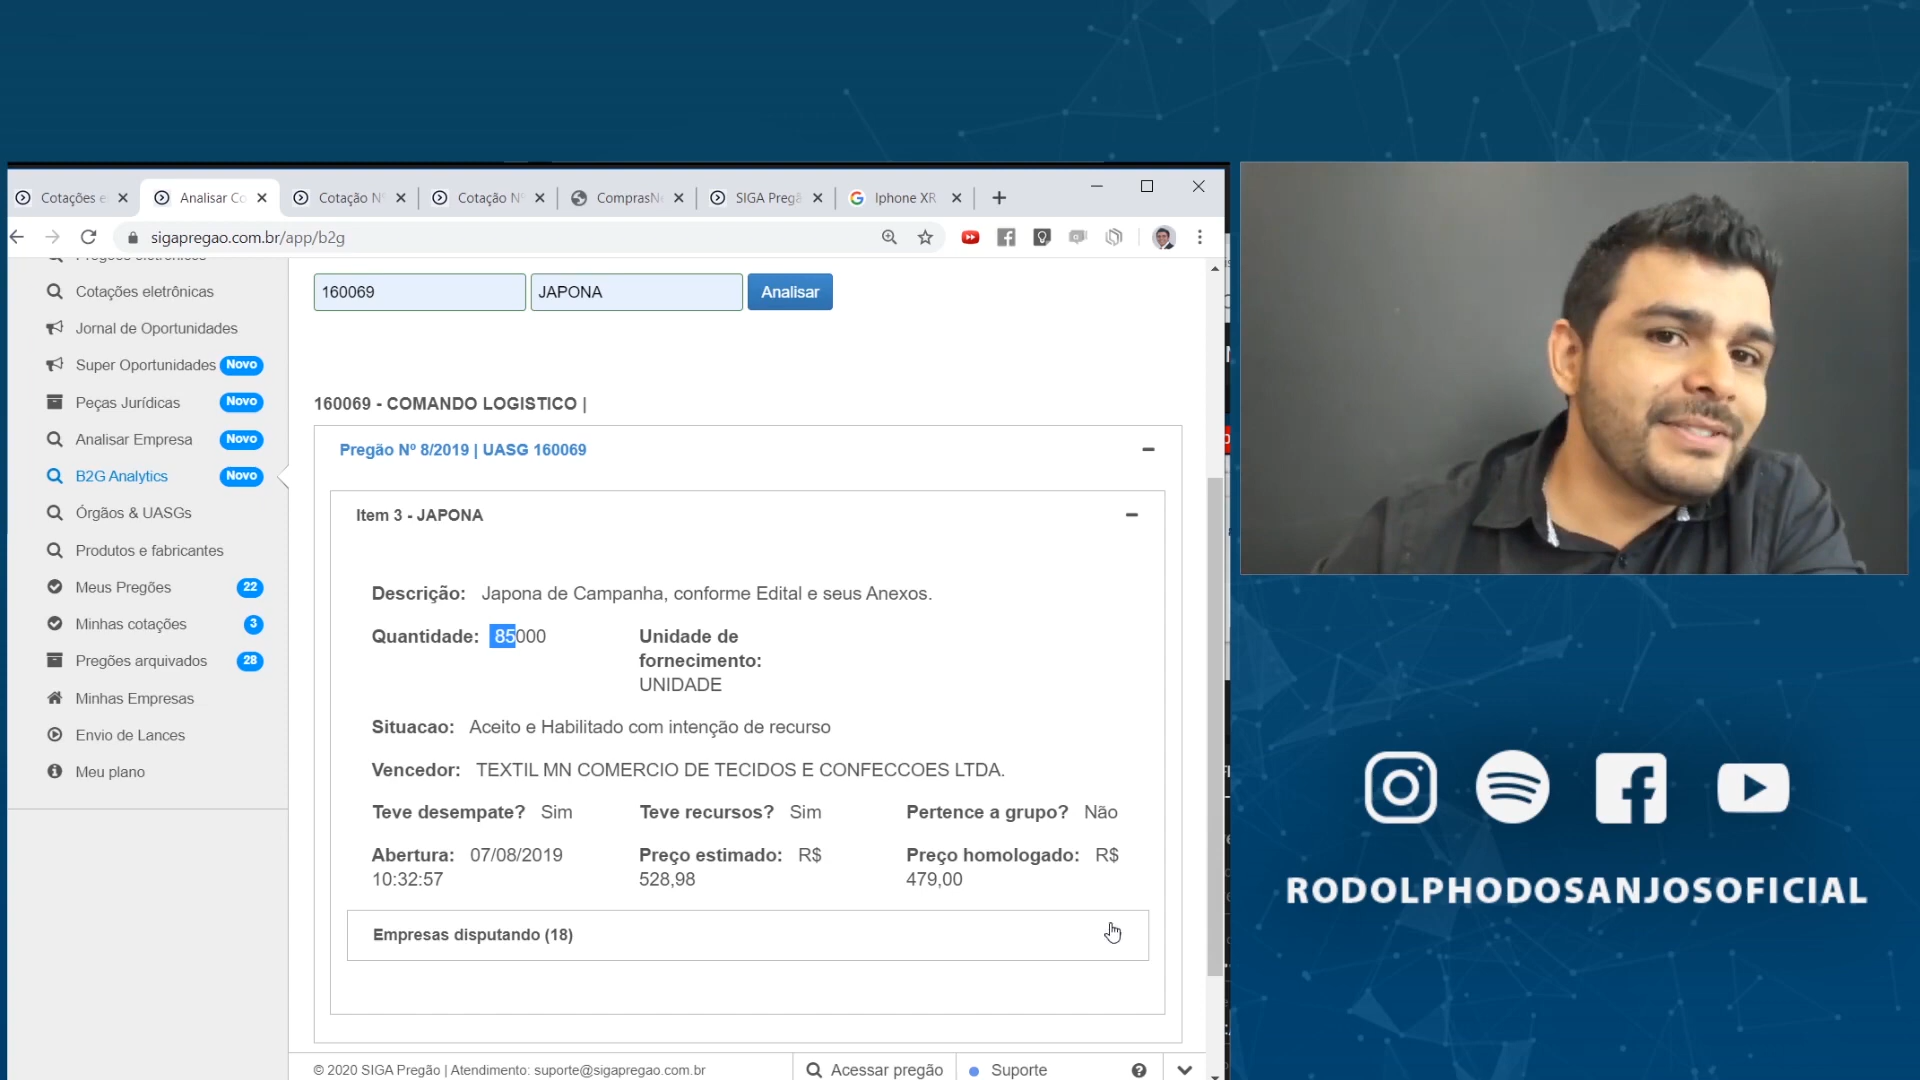 Cotações e
Analisar Co
Cotação Nº
Cotação Nº
ComprasNe
SIGA Pregã
Iphone XR
sigapregao.com.br/app/b2g
Pregões eletrônicos
Cotações eletrônicas
Jornal de Oportunidades
Super Oportunidades Novo
Peças Jurídicas Novo
Analisar Empresa Novo
B2G Analytics Novo
Órgãos & UASGs
Produtos e fabricantes
Meus Pregões 22
Minhas cotações 3
Pregões arquivados 28
Minhas Empresas
Envio de Lances
Meu plano
160069 JAPONA Analisar
160069 - COMANDO LOGISTICO |
Pregão Nº 8/2019 | UASG 160069
Item 3 - JAPONA
Descrição: Japona de Campanha, conforme Edital e seus Anexos.
Quantidade: 85000
Unidade de
fornecimento:
UNIDADE
Situacao: Aceito e Habilitado com intenção de recurso
Vencedor: TEXTIL MN COMERCIO DE TECIDOS E CONFECCOES LTDA.
Teve desempate? Sim Teve recursos? Sim Pertence a grupo? Não
Abertura: 07/08/2019
10:32:57
Preço estimado: R$
528,98
Preço homologado: R$
479,00
Empresas disputando (18)
© 2020 SIGA Pregão | Atendimento: suporte@sigapregao.com.br
Acessar pregão
Suporte
RODOLPHODOSANJOSOFICIAL